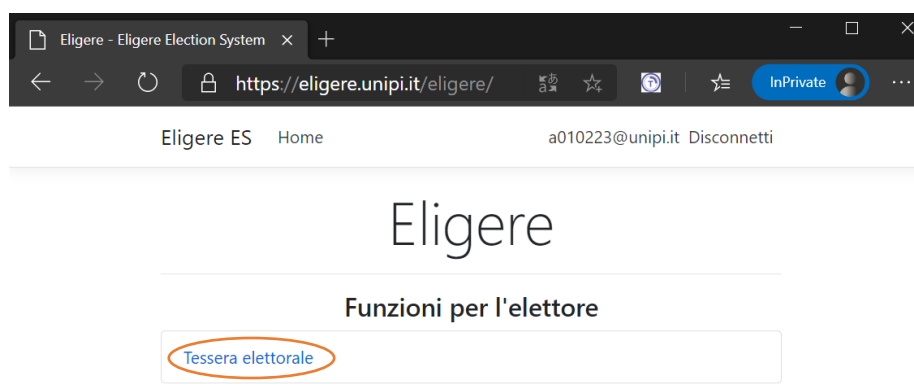 Eligere - Eligere Election System
https://eligere.unipi.it/eligere/
InPrivate
Eligere ES Home a010223@unipi.it Disconnetti
Eligere
Funzioni per l'elettore
Tessera elettorale